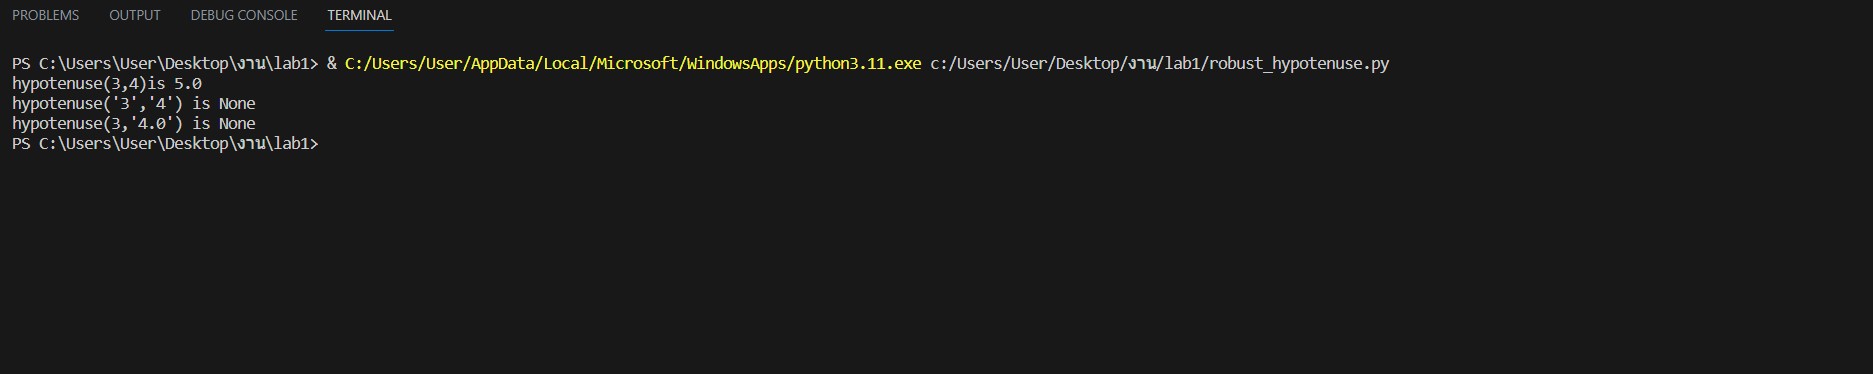 PROBLEMS OUTPUT DEBUG CONSOLE TERMINAL
PS C:\Users\User\Desktop\งาน\lab1> & C:/Users/User/AppData/Local/Microsoft/WindowsApps/python3.11.exe c:/Users/User/Desktop/งาน/lab1/robust_hypotenuse.py
hypotenuse(3,4)is 5.0
hypotenuse('3','4') is None
hypotenuse(3,'4.0') is None
PS C:\Users\User\Desktop\งาน\lab1>